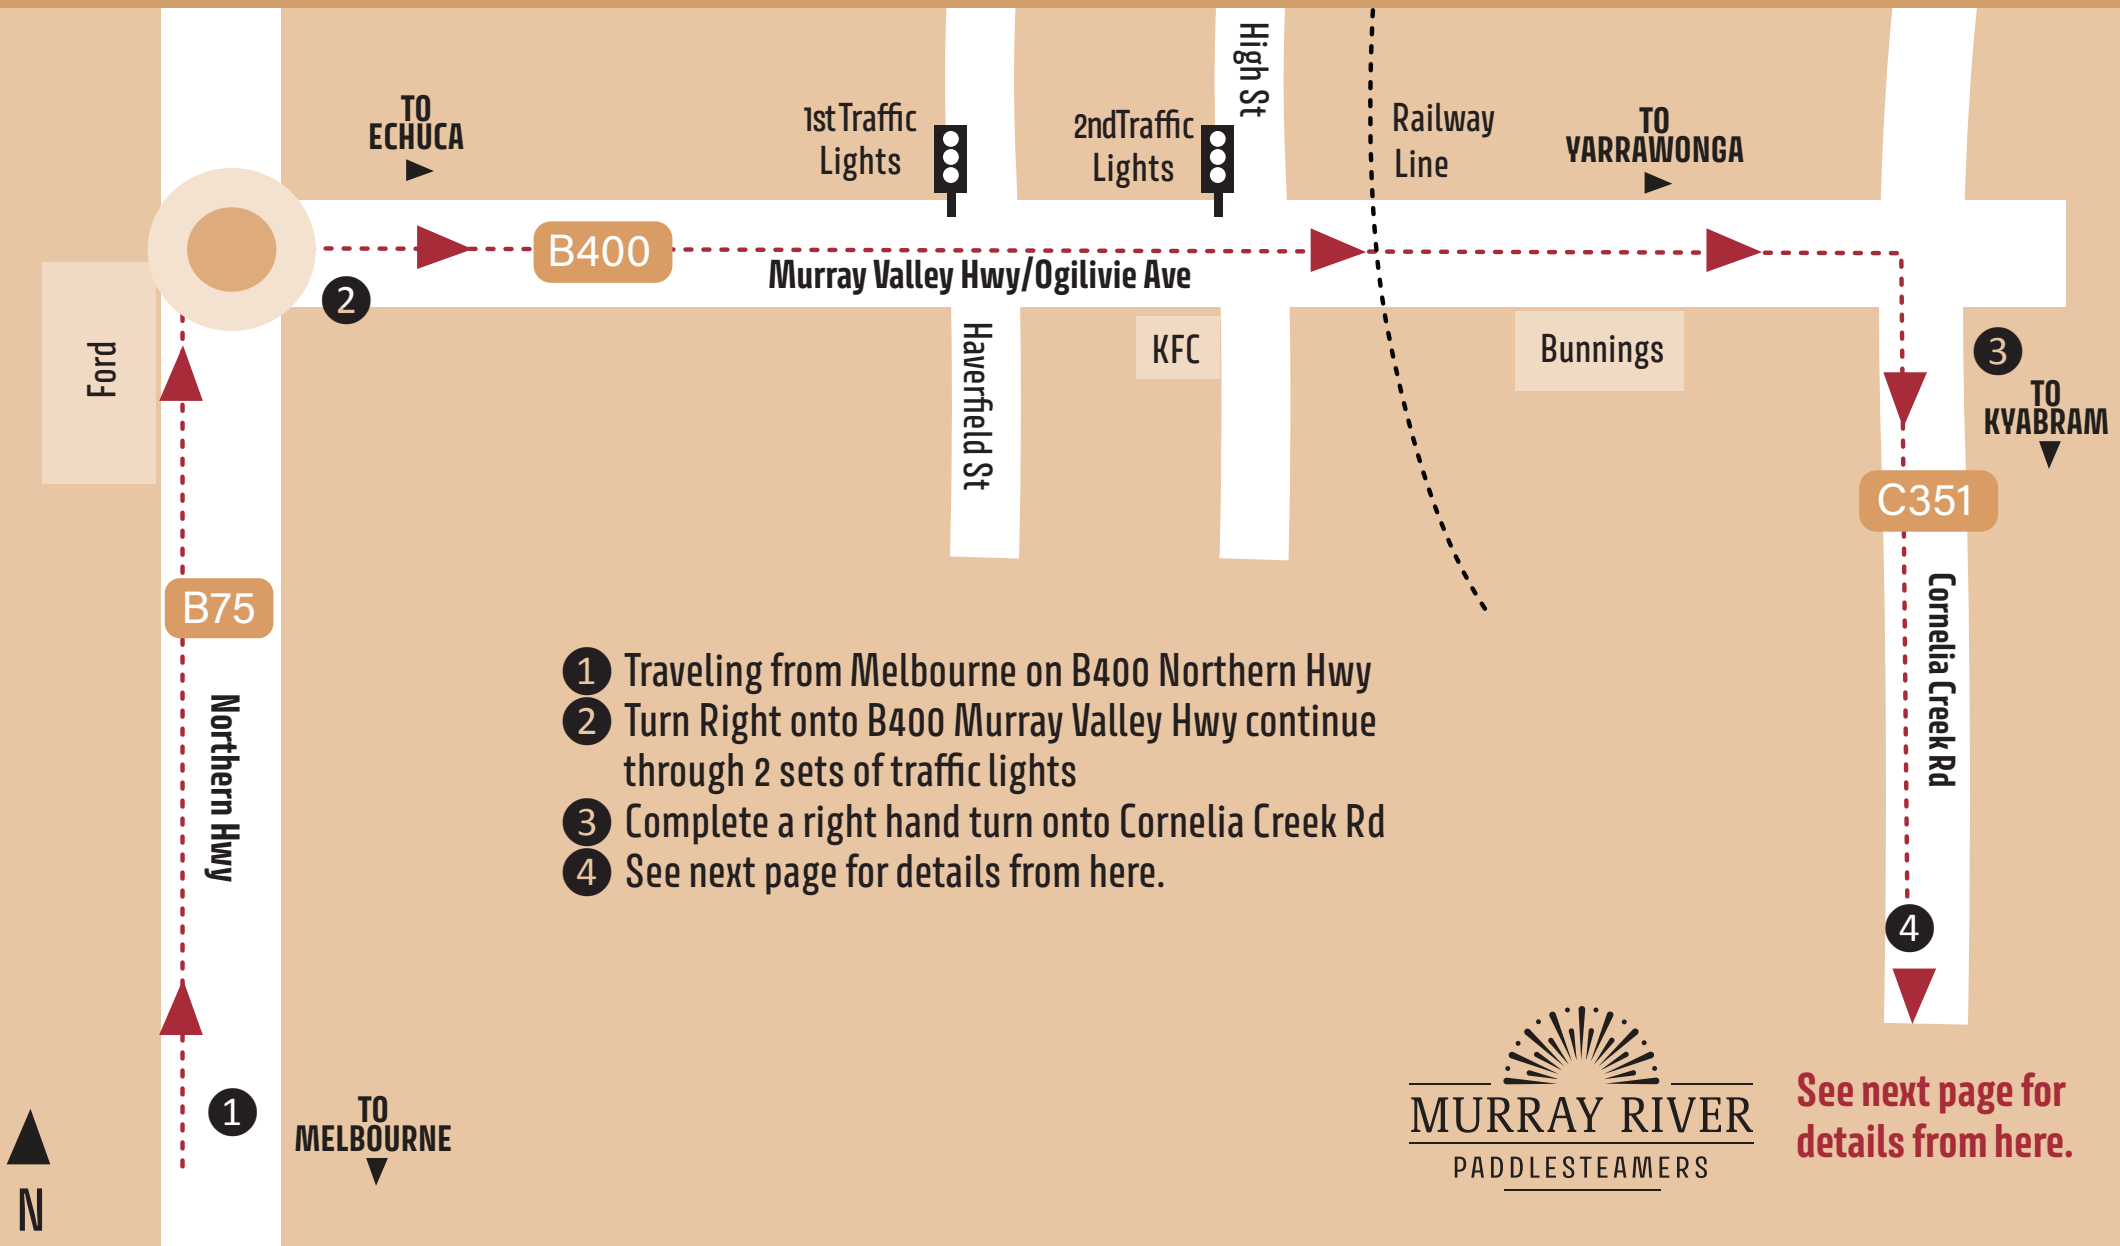 High St
TO
ECHUCA
1st Traffic
Lights
2ndTraffic
Lights
Railway
Line
TO
YARRAWONGA
B400
Murray Valley Hwy/Ogilivie Ave
2
Ford
Haverfield St
KFC
Bunnings
3
TO
KYABRAM
C351
B75
Cornelia Creek Rd
Northern Hwy
1 Traveling from Melbourne on B400 Northern Hwy
2 Turn Right onto B400 Murray Valley Hwy continue
through 2 sets of traffic lights
3 Complete a right hand turn onto Cornelia Creek Rd
4 See next page for details from here.
4
1
TO
MELBOURNE
N
MURRAY RIVER
PADDLESTEAMERS
See next page for
details from here.